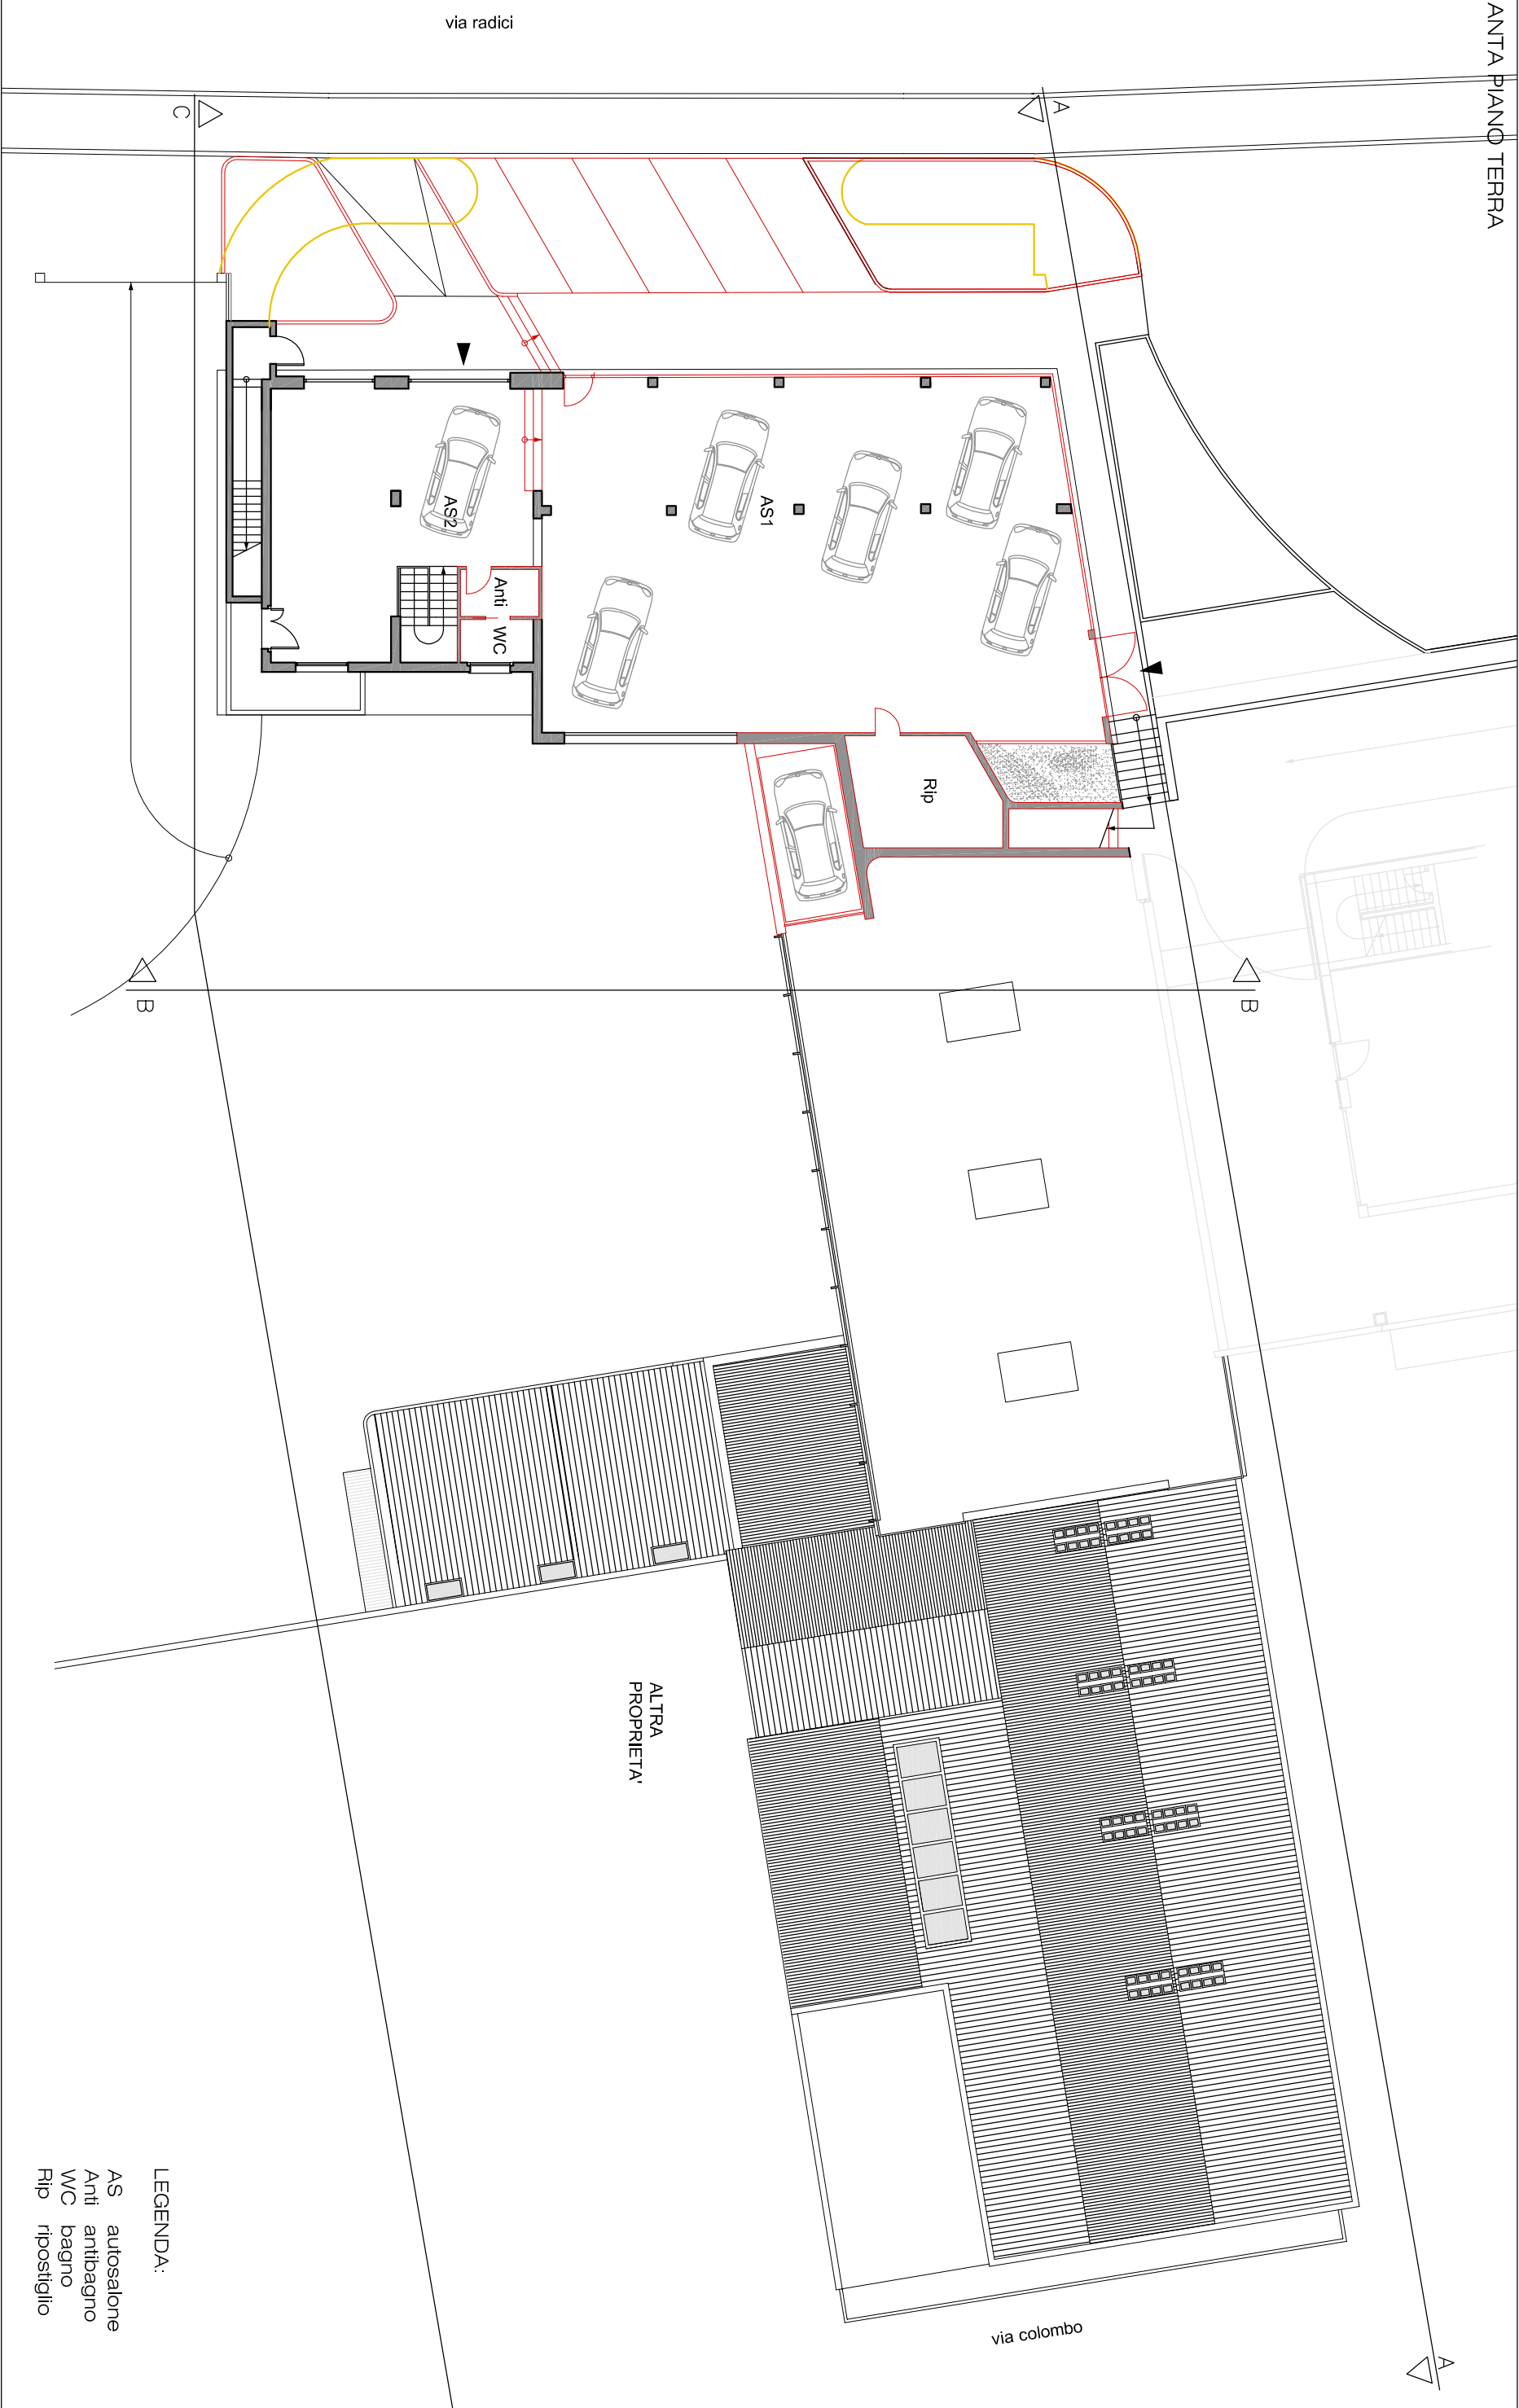 ANTA PIANO TERRA
via radici
C
A
AS2
AS1
Anti
WC
Rip
B
B
ALTRA
PROPRIETA'
via colombo
A
LEGENDA:
AS autosalone
Anti antibagno
WC bagno
Rip ripostiglio